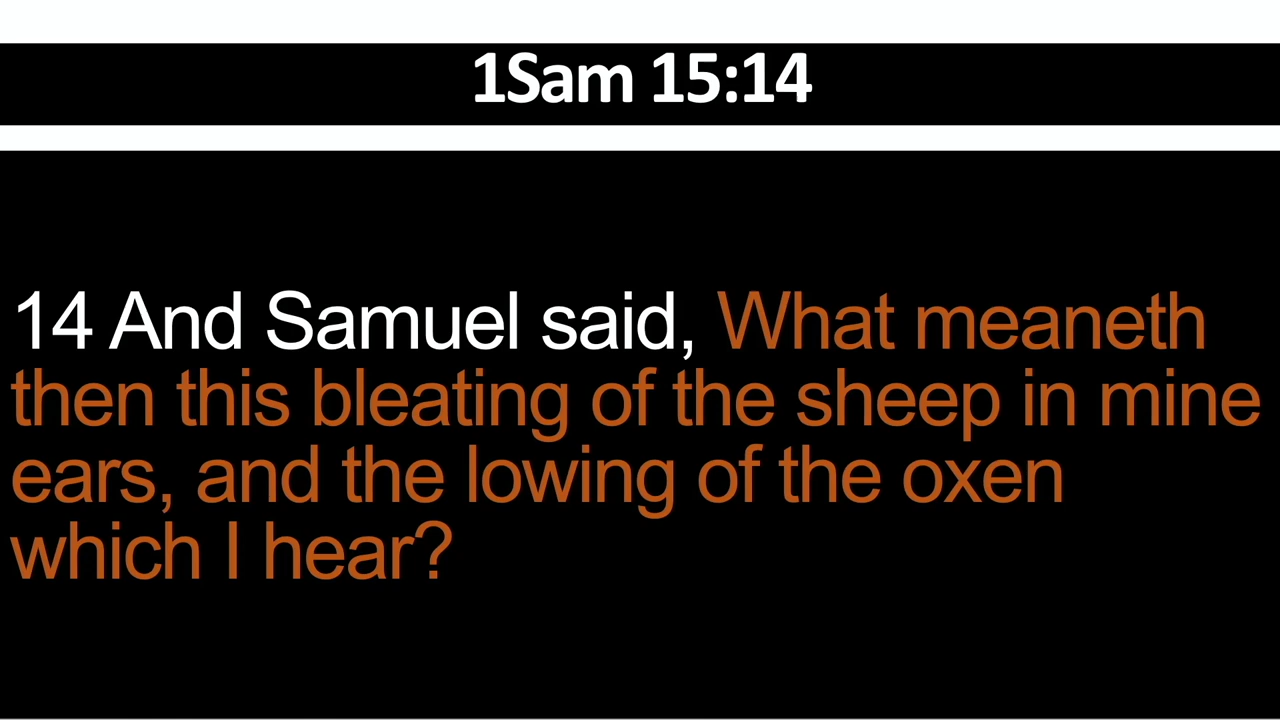 1Sam 15:14
14 And Samuel said, What meaneth
then this bleating of the sheep in mine
ears, and the lowing of the oxen
which I hear?